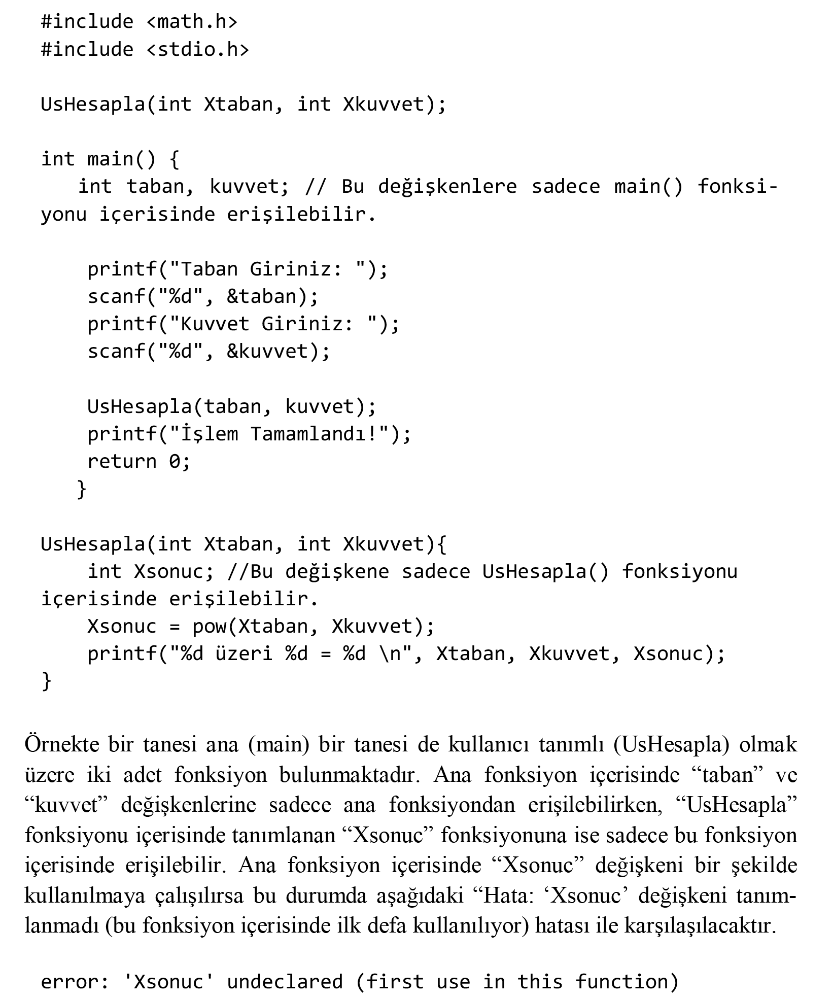 #include <math.h>
#include <stdio.h>
UsHesapla(int Xtaban, int Xkuvvet);
int main() {
int taban, kuvvet; // Bu değişkenlere sadece main() fonksi-
yonu içerisinde erişilebilir.
printf("Taban Giriniz: ");
scanf("%d", &taban);
printf("Kuvvet Giriniz: ");
scanf("%d", &kuvvet);
UsHesapla(taban, kuvvet);
printf("İşlem Tamamlandı!");
return 0;
}
UsHesapla(int Xtaban, int Xkuvvet){
int Xsonuc; //Bu değişkene sadece UsHesapla() fonksiyonu
içerisinde erişilebilir.
Xsonuc = pow(Xtaban, Xkuvvet);
printf("%d üzeri %d = %d \n", Xtaban, Xkuvvet, Xsonuc);
}
Örnekte bir tanesi ana (main) bir tanesi de kullanıcı tanımlı (UsHesapla) olmak
üzere iki adet fonksiyon bulunmaktadır. Ana fonksiyon içerisinde “taban” ve
“kuvvet” değişkenlerine sadece ana fonksiyondan erişilebilirken, “UsHesapla”
fonksiyonu içerisinde tanımlanan “Xsonuc” fonksiyonuna ise sadece bu fonksiyon
içerisinde erişilebilir. Ana fonksiyon içerisinde “Xsonuc” değişkeni bir şekilde
kullanılmaya çalışılırsa bu durumda aşağıdaki “Hata: ‘Xsonuc’ değişkeni tanım-
lanmadı (bu fonksiyon içerisinde ilk defa kullanılıyor) hatası ile karşılaşılacaktır.
error: 'Xsonuc' undeclared (first use in this function)